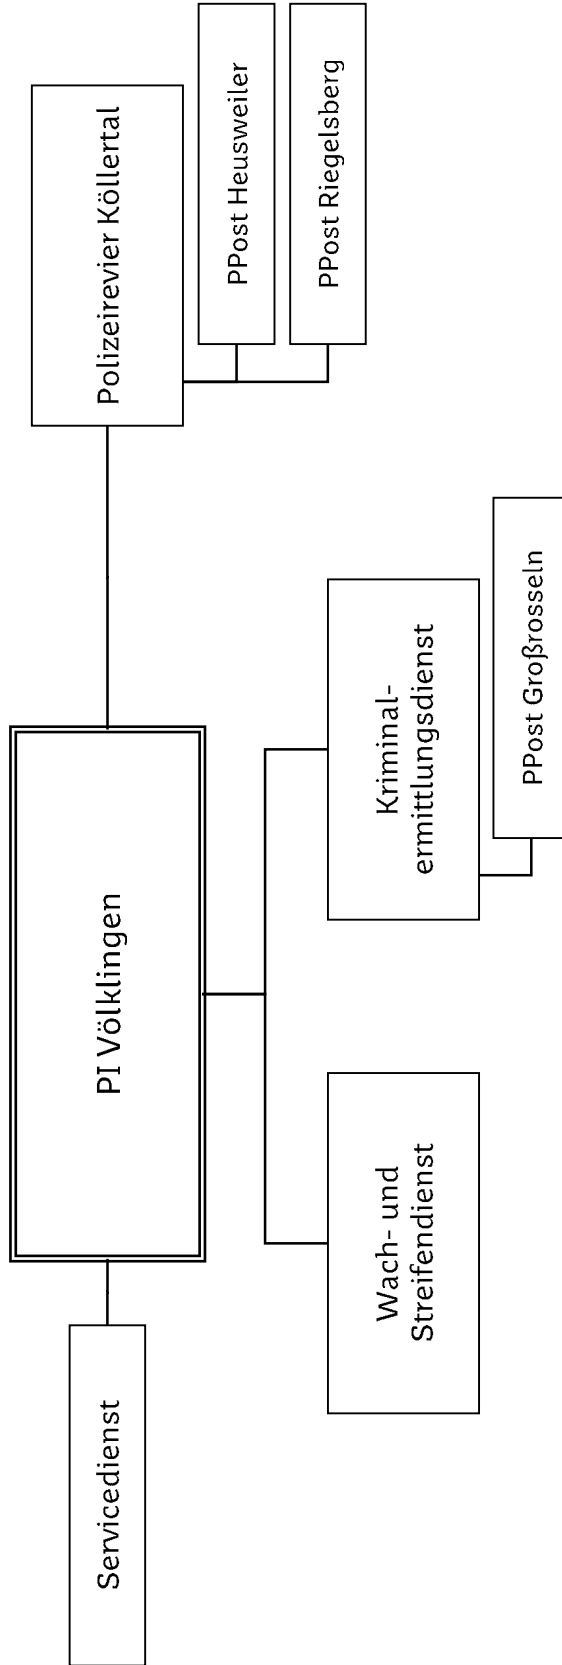 Servicedienst
PI Völklingen
Polizeirevier Köllertal
PPost Heusweiler
PPost Riegelsberg
Wach- und
Streifendienst
Kriminal-
ermittlungsdienst
PPost Großrosseln